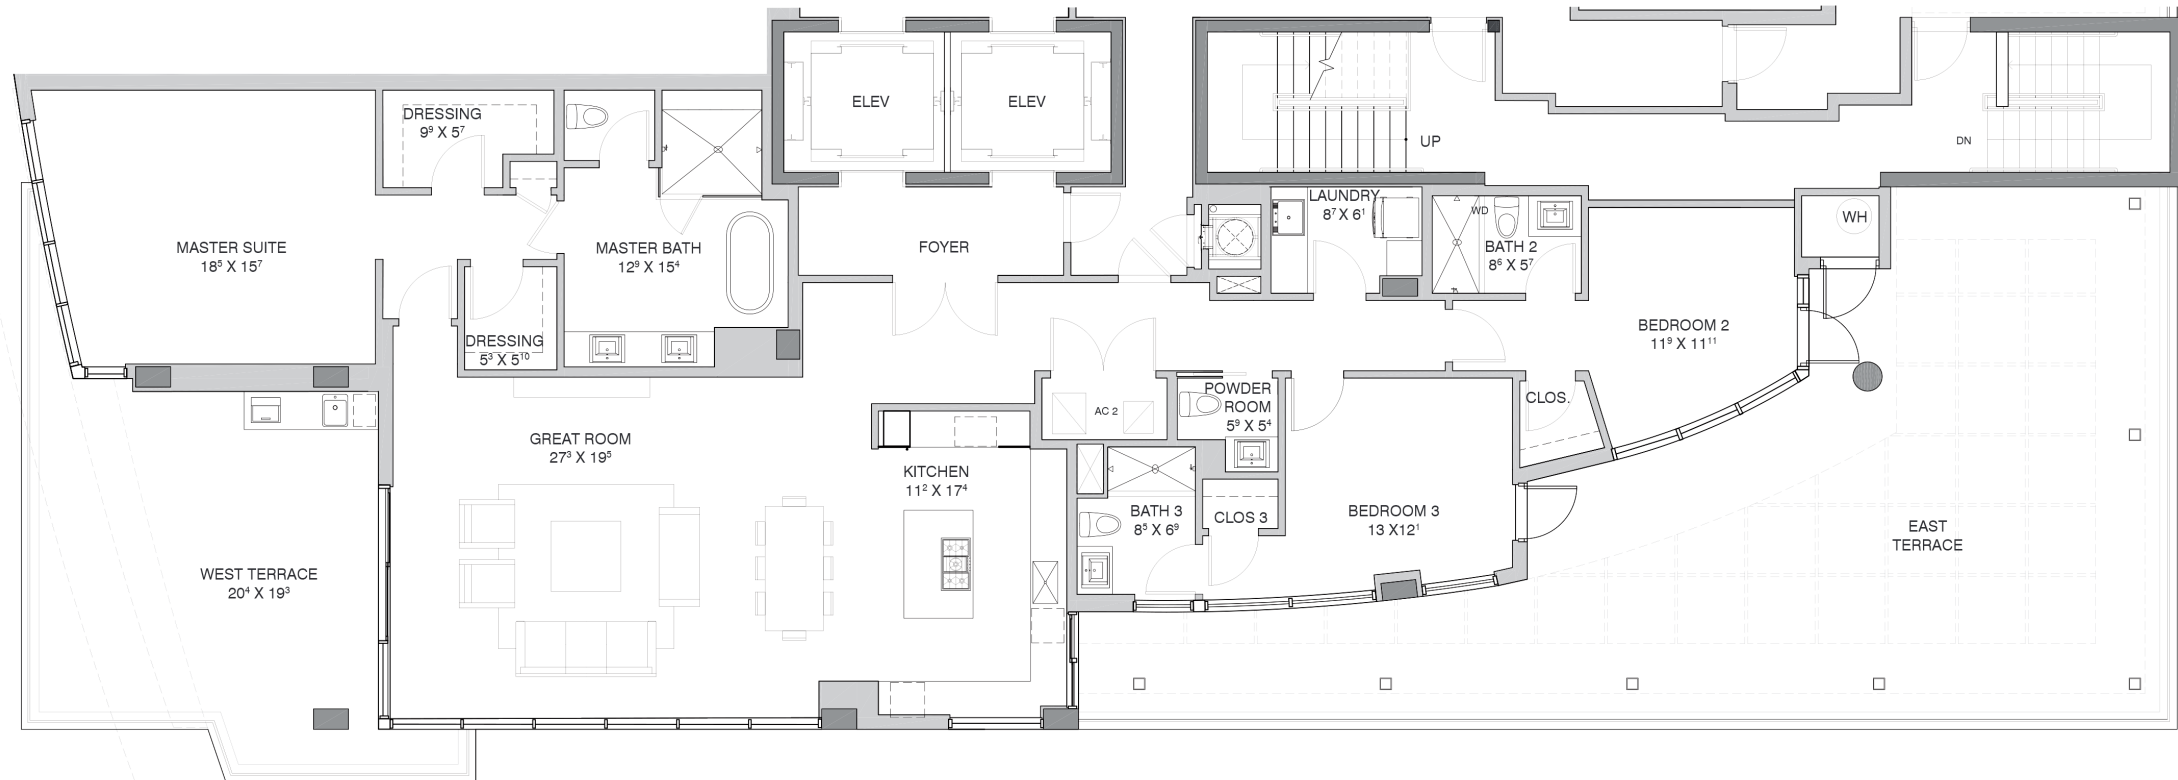 ELEV
ELEV
UP
DN
DRESSING
9⁹ X 5⁷
LAUNDRY
8⁷ X 6¹
WD
BATH 2
8⁶ X 5⁷
WH
MASTER SUITE
18⁵ X 15⁷
MASTER BATH
12⁹ X 15⁴
FOYER
BEDROOM 2
11⁹ X 11¹¹
DRESSING
5³ X 5¹⁰
POWDER
ROOM
5⁹ X 5⁴
CLOS.
AC 2
GREAT ROOM
27³ X 19⁵
KITCHEN
11² X 17⁴
BATH 3
8⁵ X 6⁹
CLOS 3
BEDROOM 3
13 X12¹
EAST
TERRACE
WEST TERRACE
20⁴ X 19³